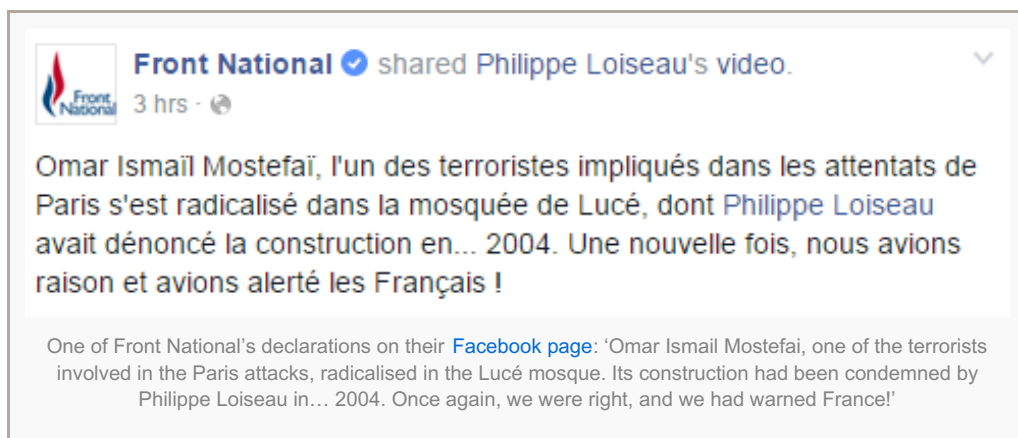 Front National shared Philippe Loiseau's video.
Front
National
3 hrs ·
Omar Ismaïl Mostefaï, l'un des terroristes impliqués dans les attentats de
Paris s'est radicalisé dans la mosquée de Lucé, dont Philippe Loiseau
avait dénoncé la construction en... 2004. Une nouvelle fois, nous avions
raison et avions alerté les Français !
One of Front National’s declarations on their Facebook page: ‘Omar Ismail Mostefai, one of the terrorists
involved in the Paris attacks, radicalised in the Lucé mosque. Its construction had been condemned by
Philippe Loiseau in… 2004. Once again, we were right, and we had warned France!’